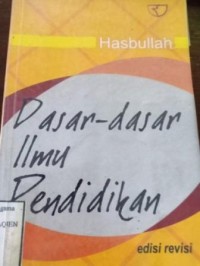 Hasbullah
Dasar-dasar
Ilmu
Pendidikan
edisi revisi